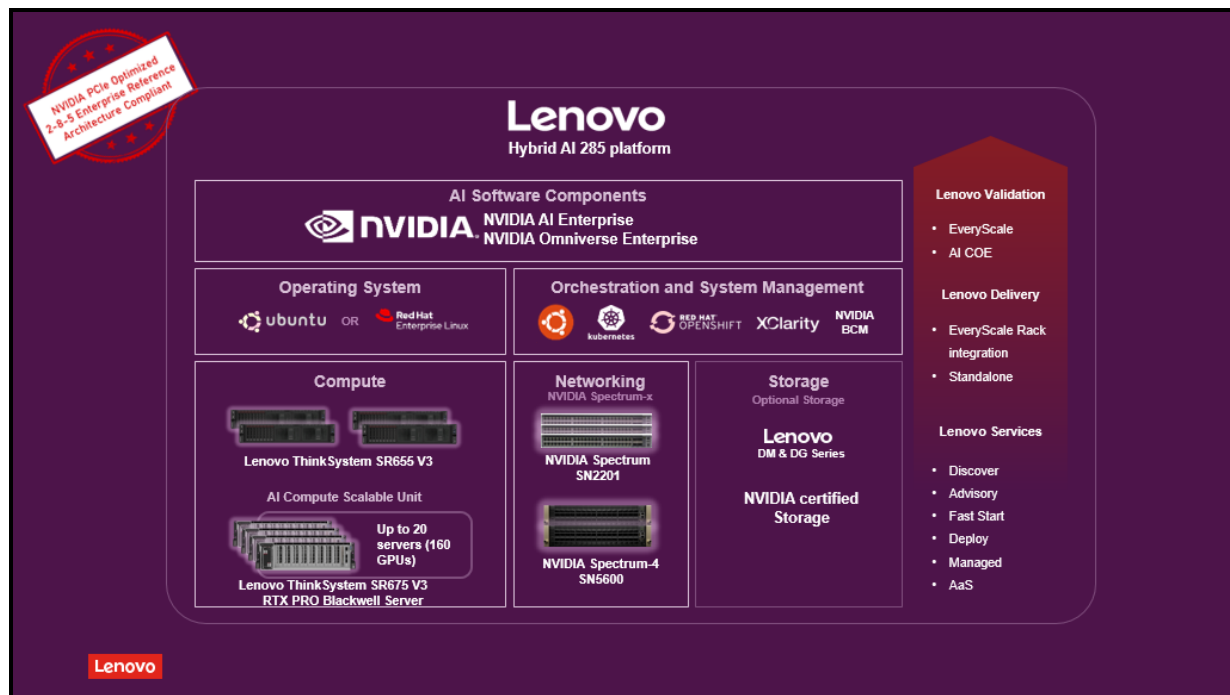 NVIDIA PCIe Optimized
2-8-5 Enterprise Reference
Architecture Compliant
Lenovo
Hybrid AI 285 platform
AI Software Components
NVIDIA.
NVIDIA AI Enterprise
NVIDIA Omniverse Enterprise
Operating System
ubuntu
OR
Red Hat
Enterprise Linux
Orchestration and System Management
kubernetes
RED HAT
OPENSHIFT
XClarity
NVIDIA
BCM
Compute
Lenovo ThinkSystem SR655 V3
AI Compute Scalable Unit
Up to 20
servers (160
GPUs)
Lenovo ThinkSystem SR675 V3
RTX PRO Blackwell Server
Networking
NVIDIA Spectrum-x
NVIDIA Spectrum
SN2201
NVIDIA Spectrum-4
SN5600
Storage
Optional Storage
Lenovo
DM & DG Series
NVIDIA certified
Storage
Lenovo Validation
• EveryScale
• AI COE
Lenovo Delivery
• EveryScale Rack
integration
• Standalone
Lenovo Services
• Discover
• Advisory
• Fast Start
• Deploy
• Managed
• AaS
Lenovo